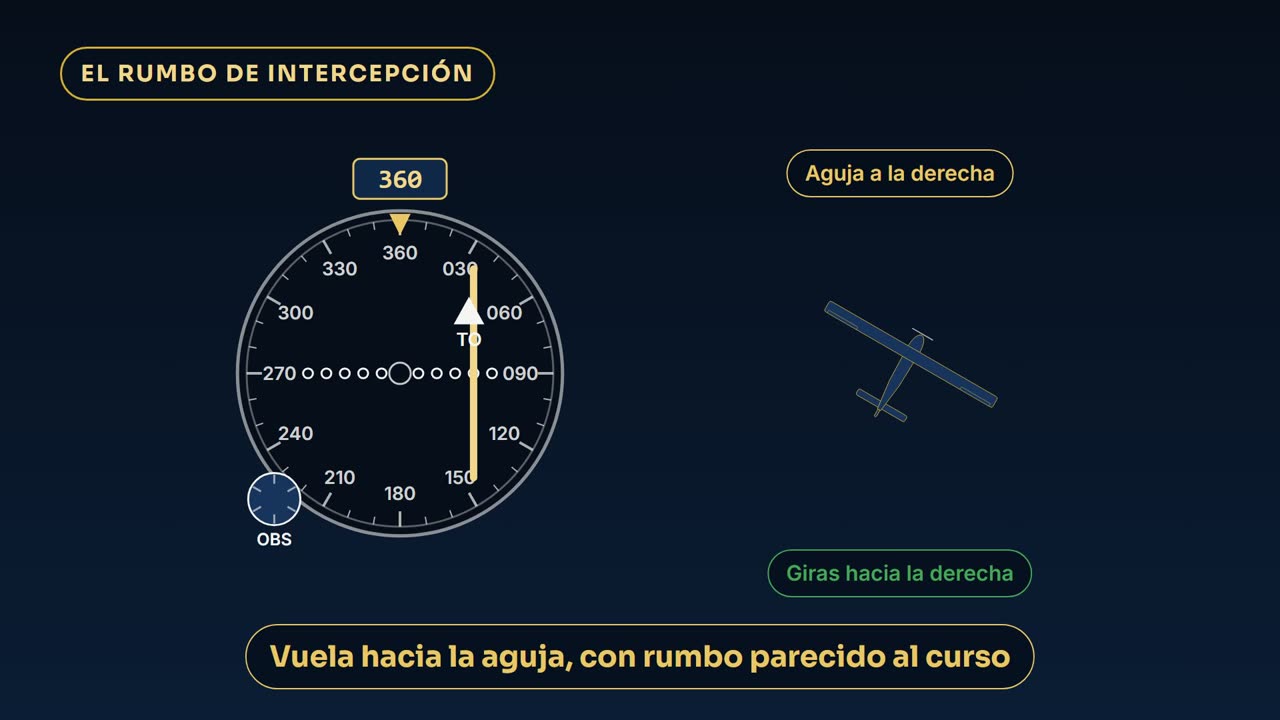 EL RUMBO DE INTERCEPCIÓN
360
Aguja a la derecha
360
330
030
300
060
TO
270
090
240
120
210
150
180
OBS
Giras hacia la derecha
Vuela hacia la aguja, con rumbo parecido al curso